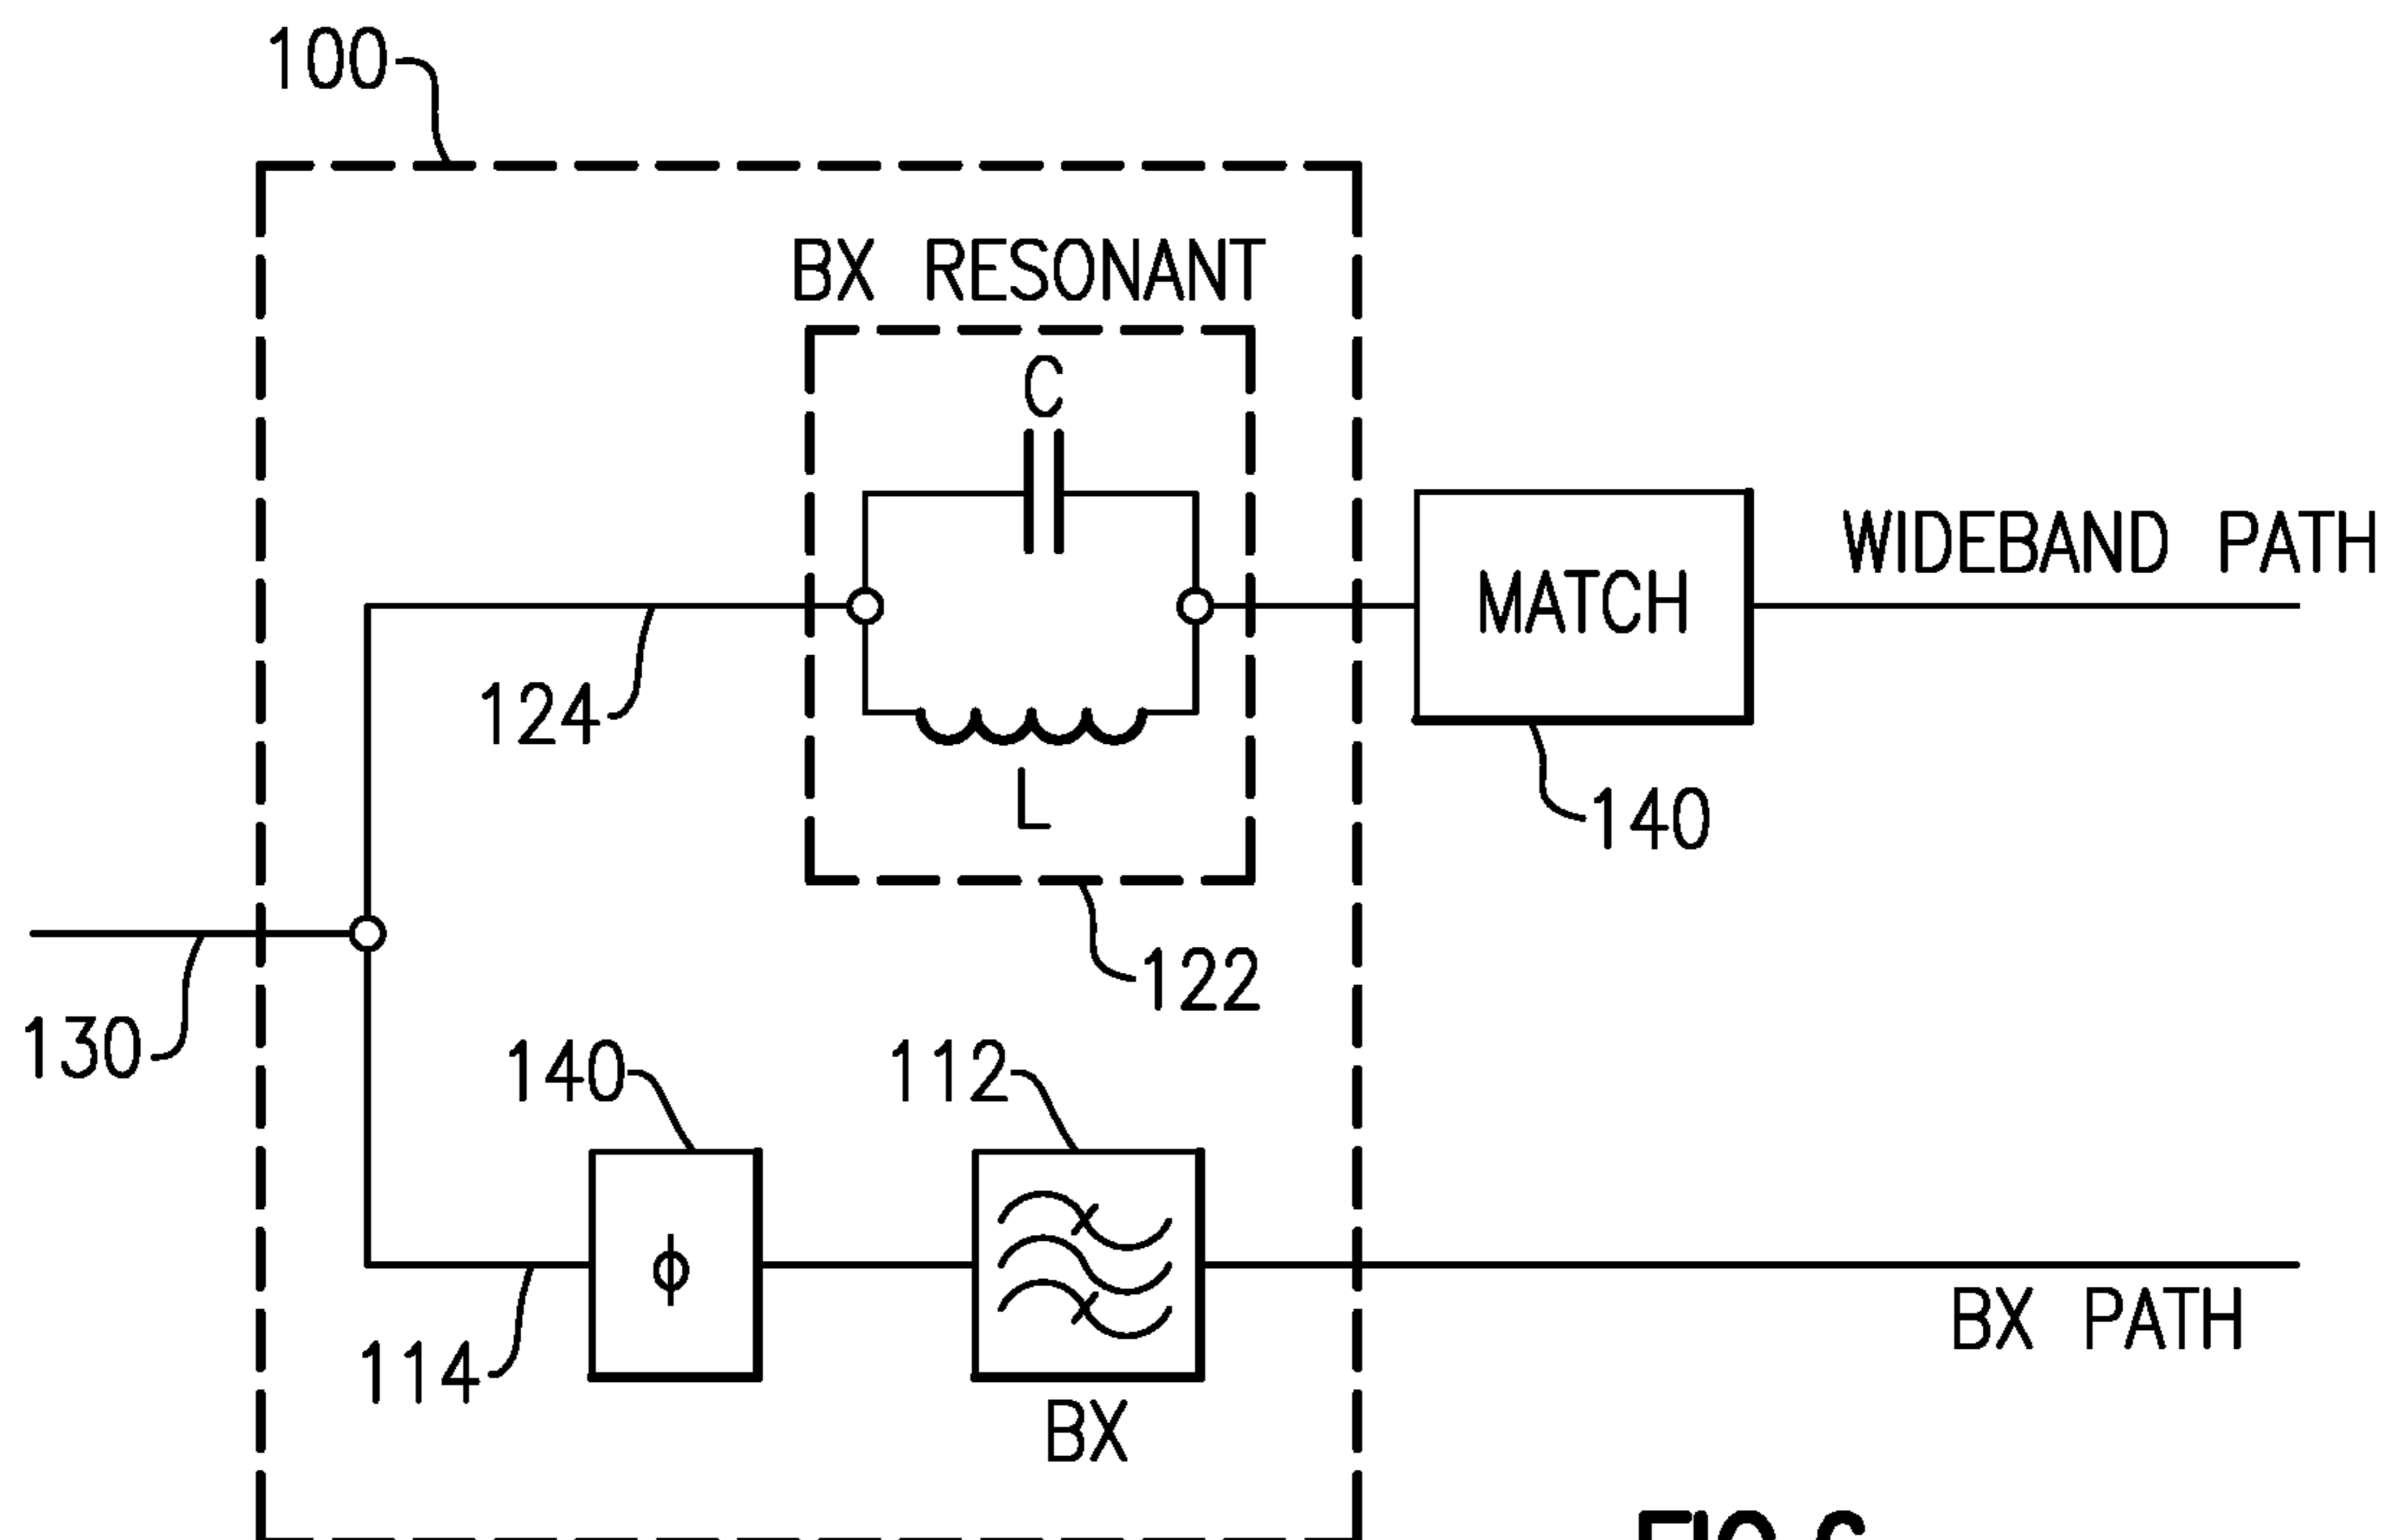 100
BX RESONANT
C
WIDEBAND PATH
MATCH
124
L
140
122
130
140
112
ϕ
114
BX PATH
BX